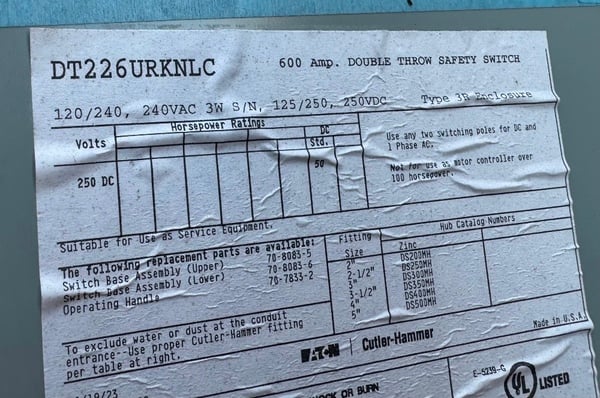 DT226URKNLC
600 Amp. DOUBLE THROW SAFETY SWITCH
120/240, 240VAC 3W S/N, 125/250, 250VDC Type 3R Enclosure
Horsepower Ratings
Volts
DC
Std.
250 DC
50
Use any two switching poles for DC and
1 Phase AC.
Not for use as motor controller over
100 horsepower.
Suitable for Use as Service Equipment.
The following replacement parts are available:
Switch Base Assembly (Upper) 70-8083-5
Switch Base Assembly (Lower) 70-8083-6
Operating Handle 70-7833-2
Fitting
Size
Hub Catalog Numbers
Zinc
2" DS200MH
2-1/2" DS250MH
3" DS300MH
3-1/2" DS350MH
4" DS400MH
5" DS500MH
To exclude water or dust at the conduit
entrance--Use proper Cutler-Hammer fitting
per table at right.
EATON Cutler-Hammer
Made in U.S.A.
/19/23
SHOCK OR BURN
E-5239-G
UL LISTED